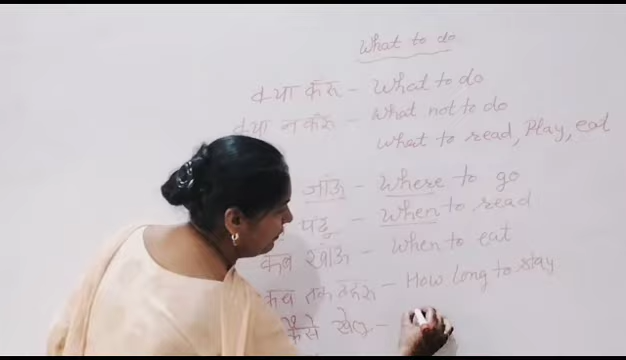 What to do
क्या करूँ - What to do
क्या न करूँ - What not to do
what to read, Play, eat
जाऊँ - Where to go
पढूँ - When to read
कब खाऊँ - When to eat
कब तक ठहरूँ - How long to stay
कैसे खेलूँ -